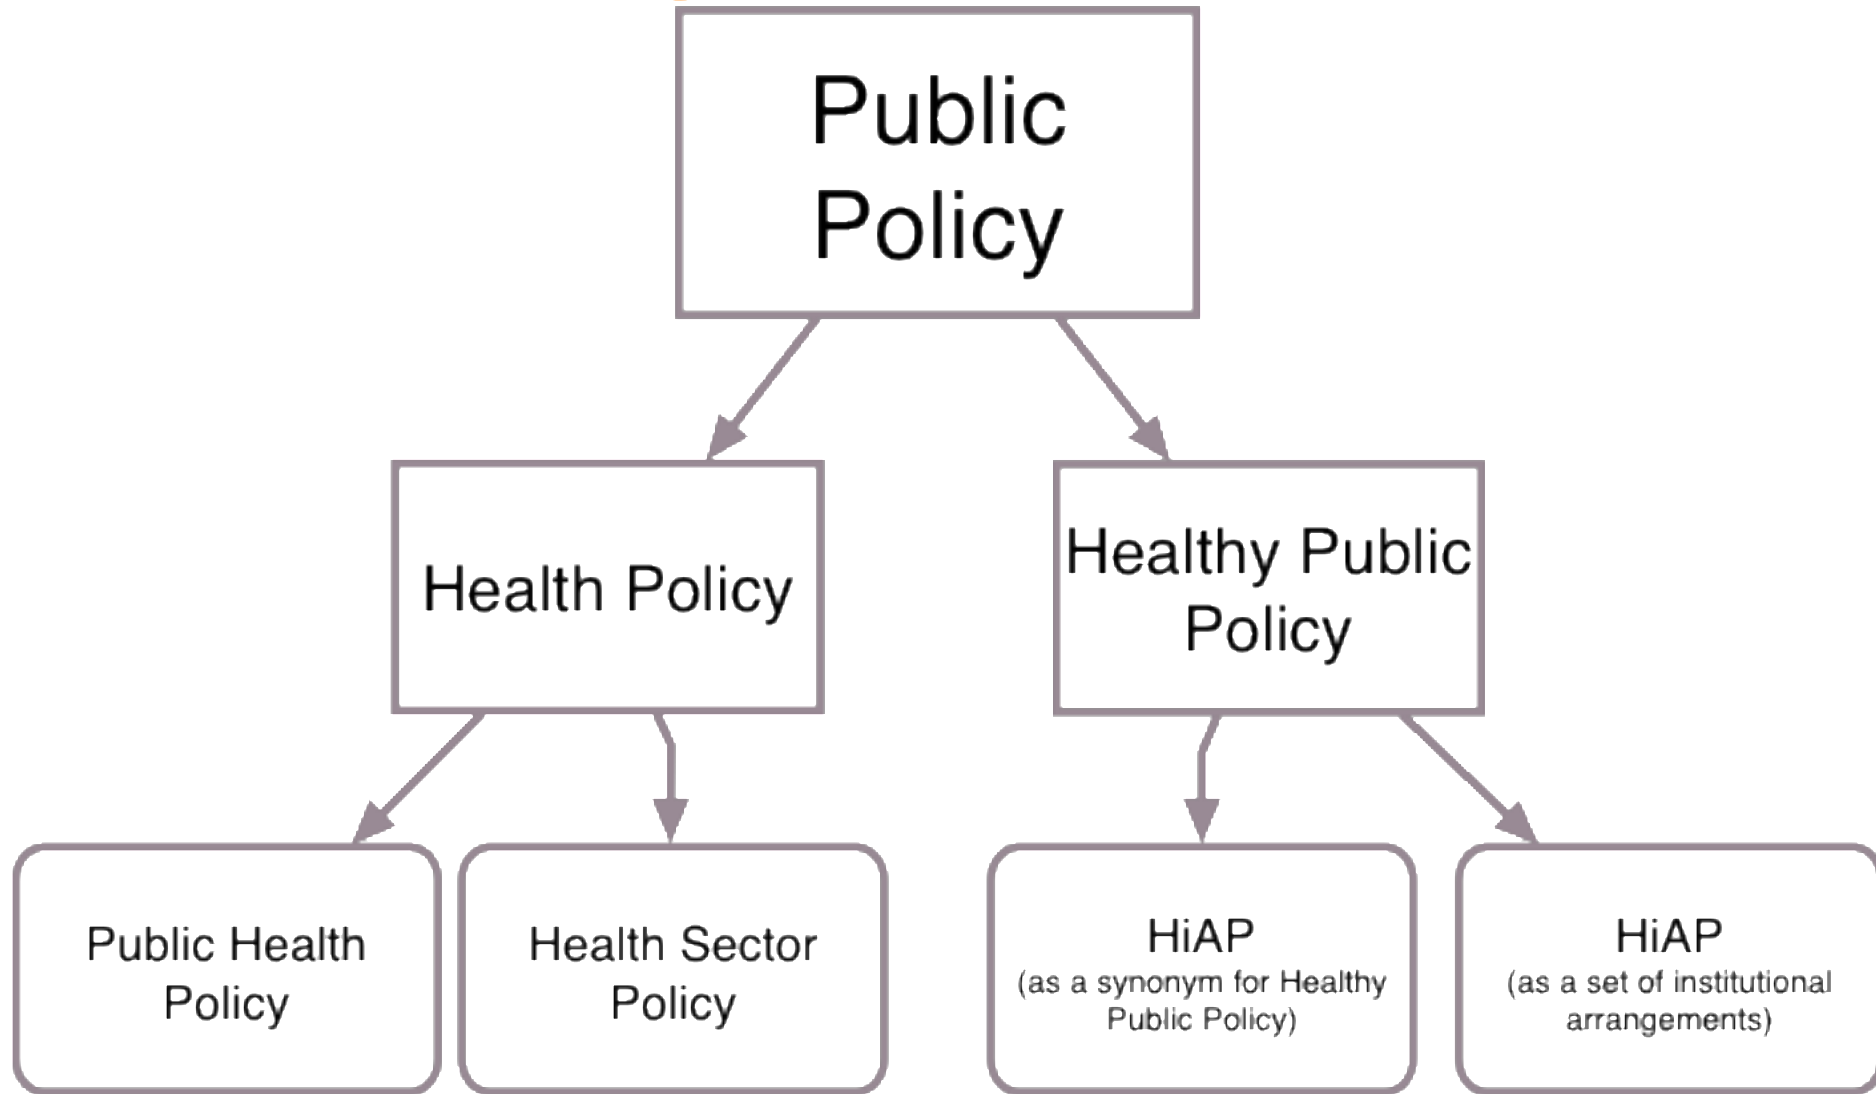 Public
Policy
Health Policy
Healthy Public
Policy
Public Health
Policy
Health Sector
Policy
HiAP
(as a synonym for Healthy
Public Policy)
HiAP
(as a set of institutional
arrangements)